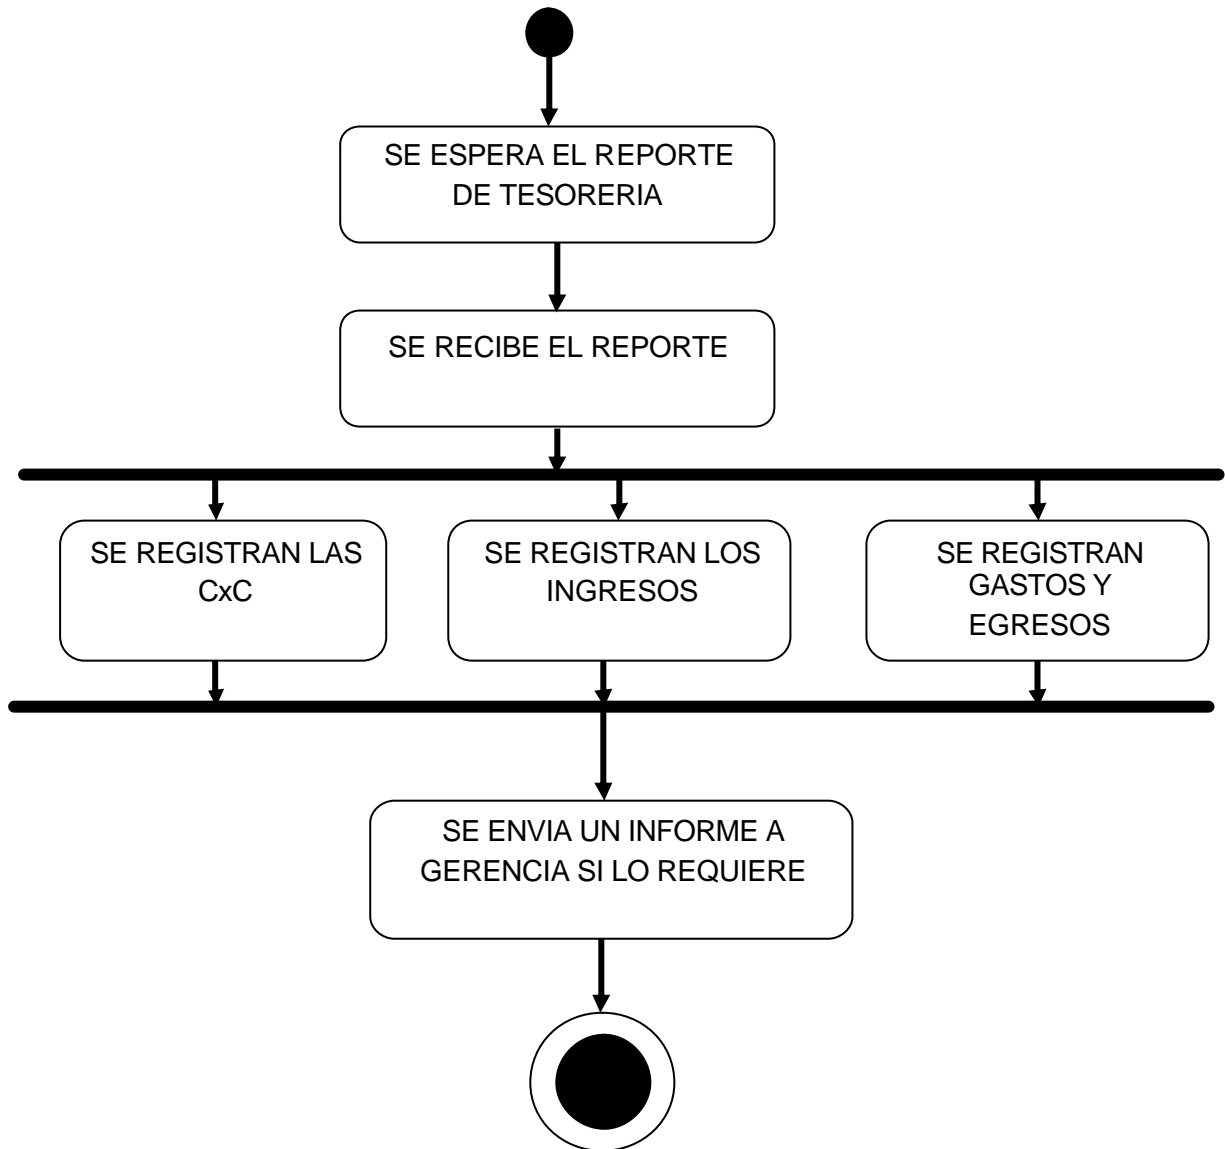 SE ESPERA EL REPORTE
DE TESORERIA
SE RECIBE EL REPORTE
SE REGISTRAN LAS
CxC
SE REGISTRAN LOS
INGRESOS
SE REGISTRAN
GASTOS Y
EGRESOS
SE ENVIA UN INFORME A
GERENCIA SI LO REQUIERE